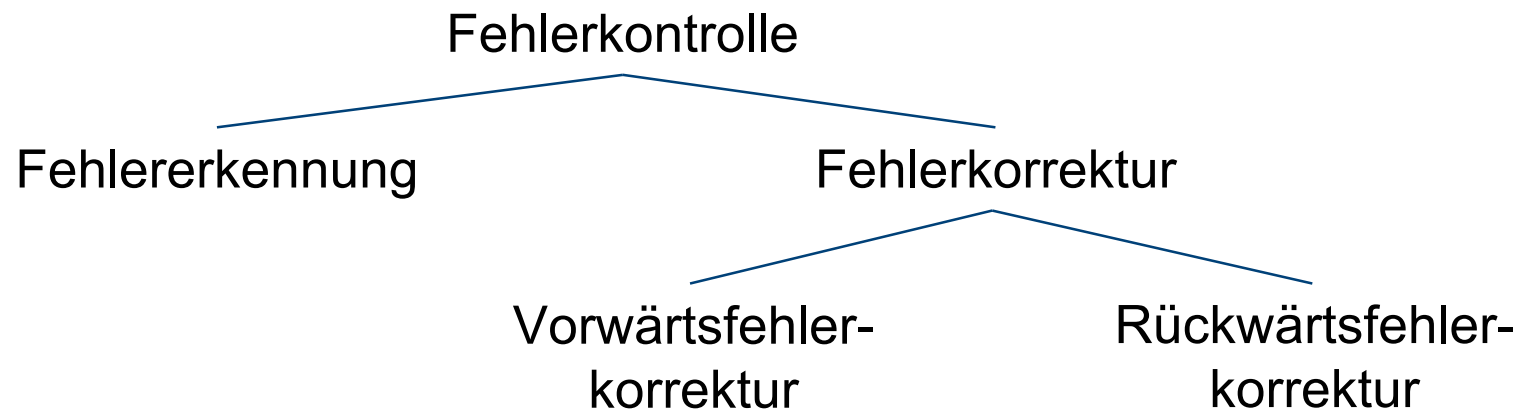 Fehlerkontrolle
Fehlererkennung
Fehlerkorrektur
Vorwärtsfehler-
korrektur
Rückwärtsfehler-
korrektur